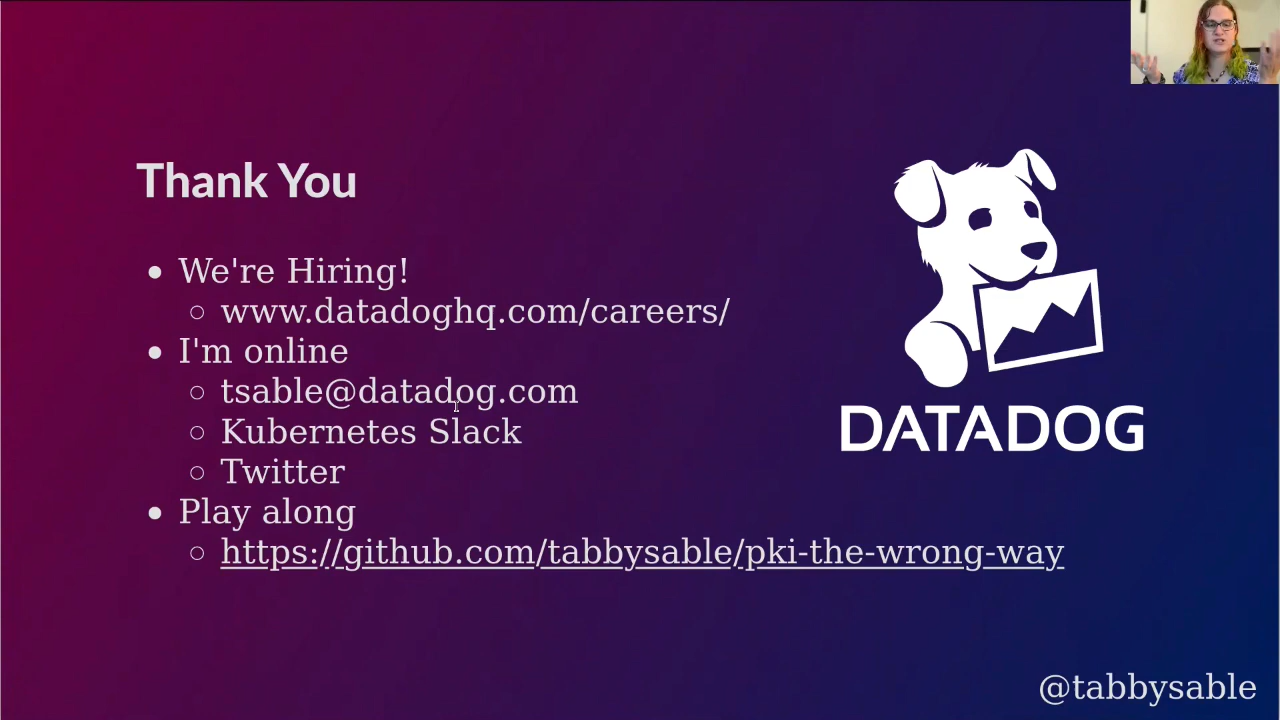 Thank You
We're Hiring!
www.datadoghq.com/careers/
I'm online
tsable@datadog.com
Kubernetes Slack
Twitter
Play along
https://github.com/tabbysable/pki-the-wrong-way
DATADOG
@tabbysable